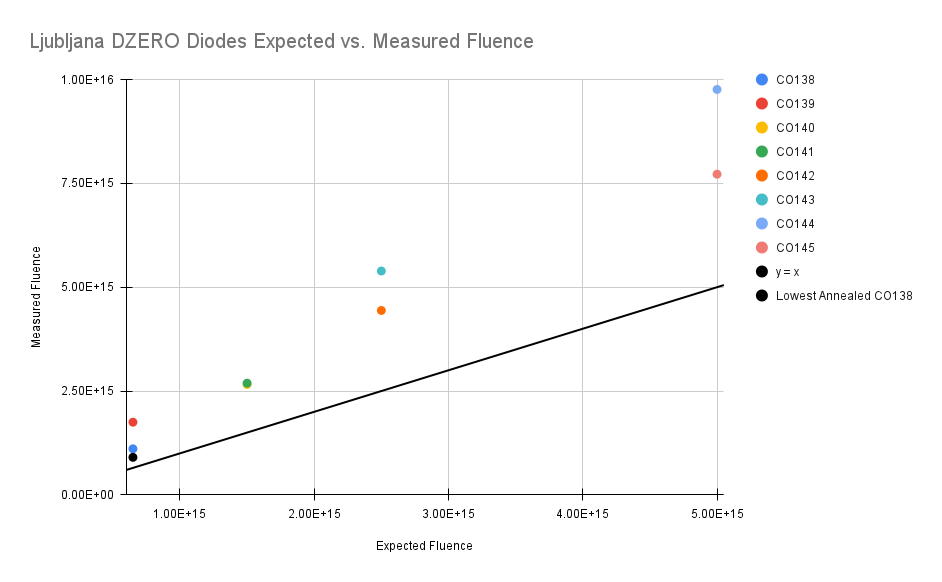 Ljubljana DZERO Diodes Expected vs. Measured Fluence
1.00E+16
7.50E+15
5.00E+15
2.50E+15
0.00E+00
Measured Fluence
1.00E+15
2.00E+15
3.00E+15
4.00E+15
5.00E+15
Expected Fluence
CO138
CO139
CO140
CO141
CO142
CO143
CO144
CO145
y = x
Lowest Annealed CO138